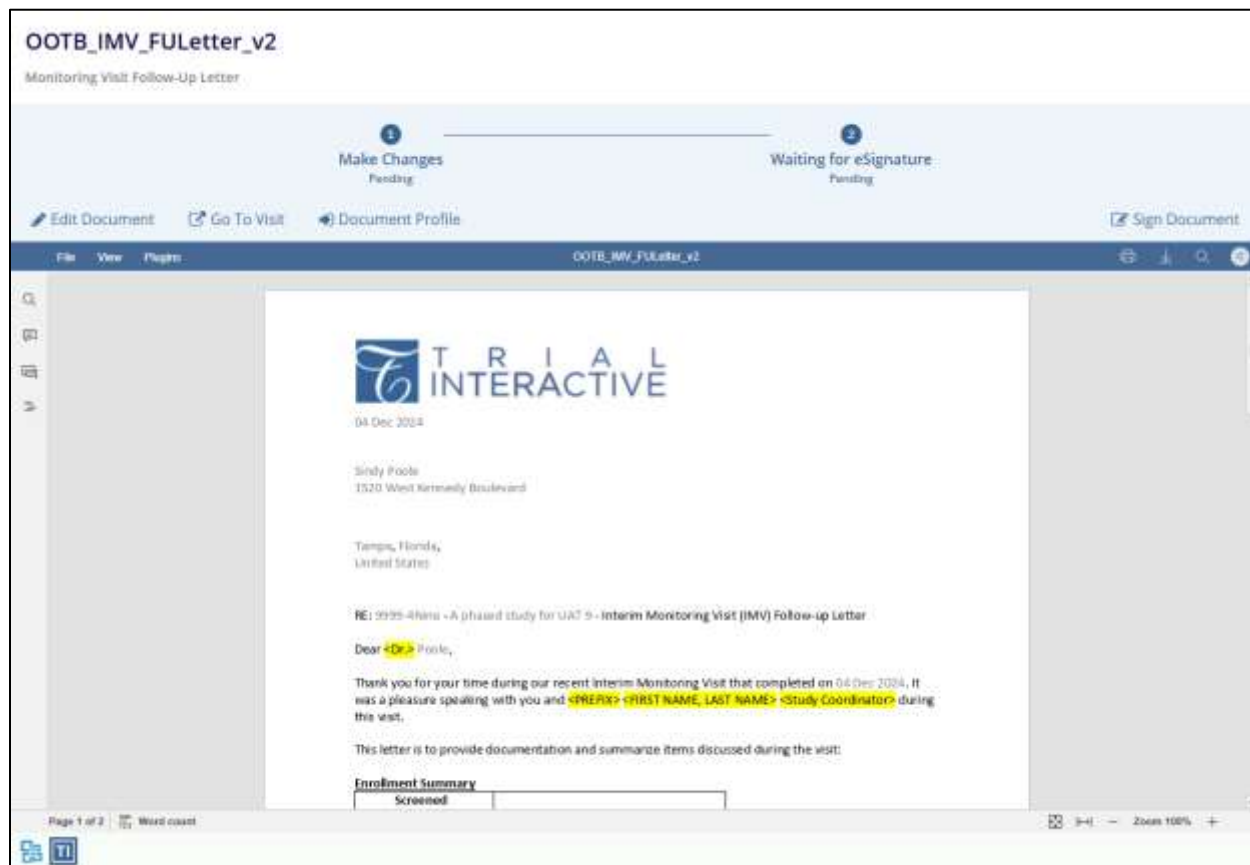 OOTB_IMV_FULetter_v2
Monitoring Visit Follow-Up Letter
1
2
Make Changes
Waiting for eSignature
Pending
Pending
Edit Document
Go To Visit
Document Profile
Sign Document
File View Plugins
OOTB_IMV_FULetter_v2
TRIAL
INTERACTIVE
04 Dec 2024
Sindy Poole
1520 West Kennedy Boulevard
Tampa, Florida,
United States
RE: - A phased study for UAT 9 - Interim Monitoring Visit (IMV) Follow-up Letter
Dear <Dr.> Poole,
Thank you for your time during our recent Interim Monitoring Visit that completed on 04 Dec 2024. It
was a pleasure speaking with you and <PREFIX> <FIRST NAME, LAST NAME> <Study Coordinator> during
this visit.
This letter is to provide documentation and summarize items discussed during the visit:
Enrollment Summary
Screened
Page 1 of 2
Word count
Zoom 100%
TI